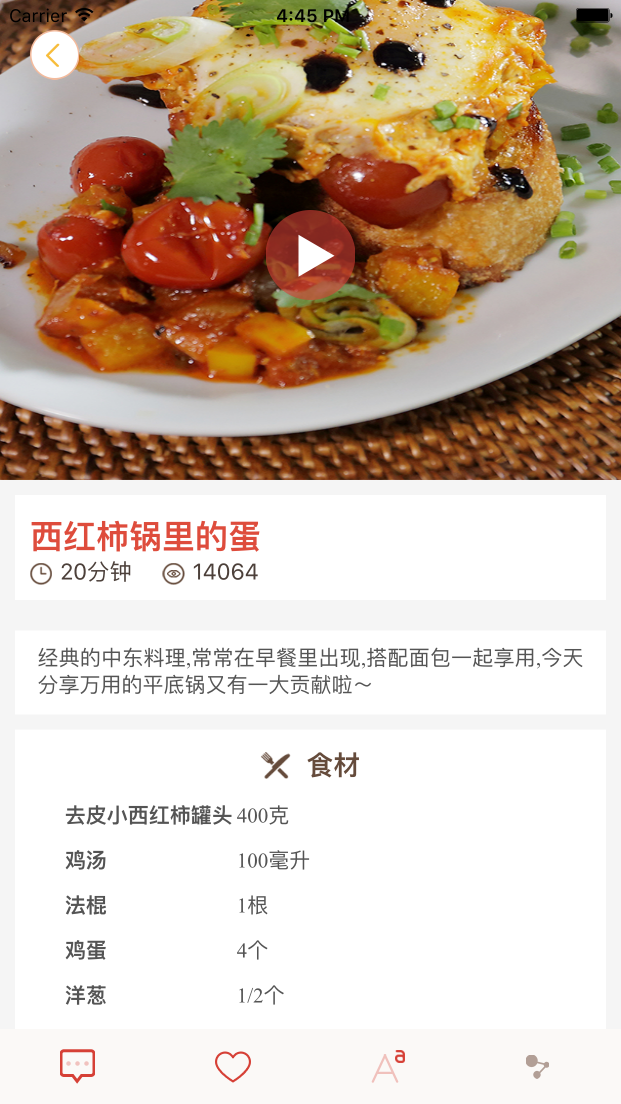 Carrier 4:45 PM
西红柿锅里的蛋
20分钟 14064
经典的中东料理,常常在早餐里出现,搭配面包一起享用,今天
分享万用的平底锅又有一大贡献啦～
食材
去皮小西红柿罐头 400克
鸡汤 100毫升
法棍 1根
鸡蛋 4个
洋葱 1/2个
Aa